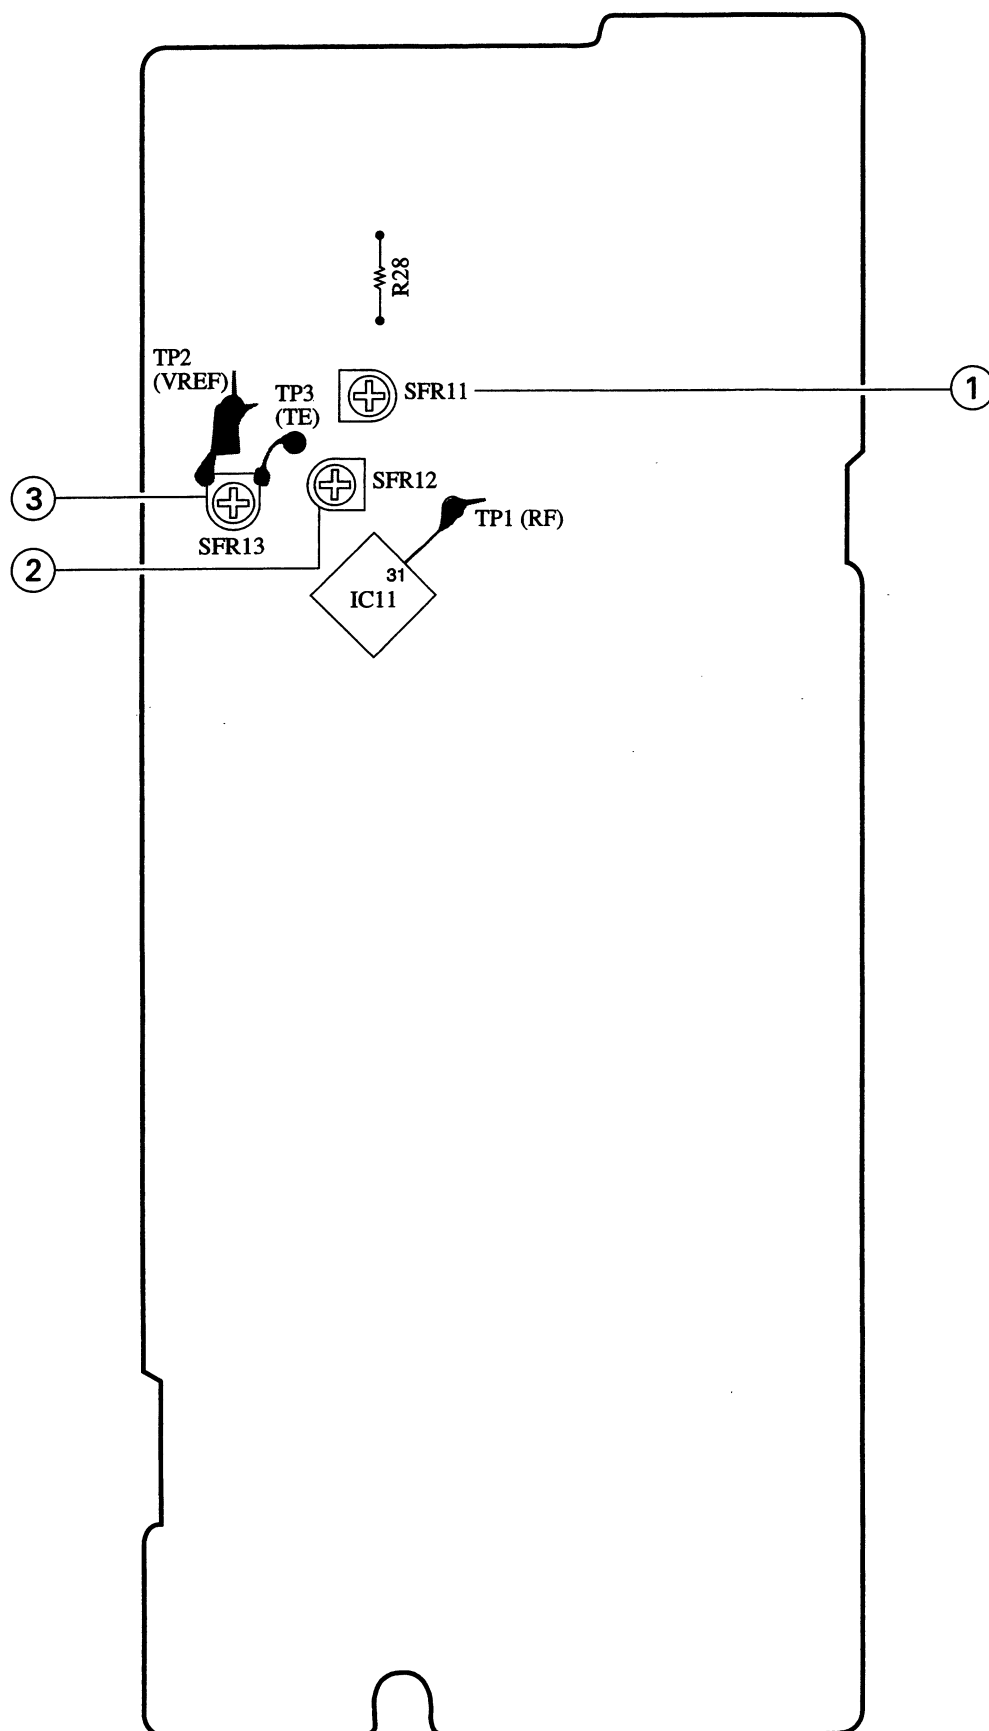 R28
TP2
(VREF)
TP3
(TE)
SFR11
1
SFR12
3
TP1 (RF)
SFR13
2
31
IC11